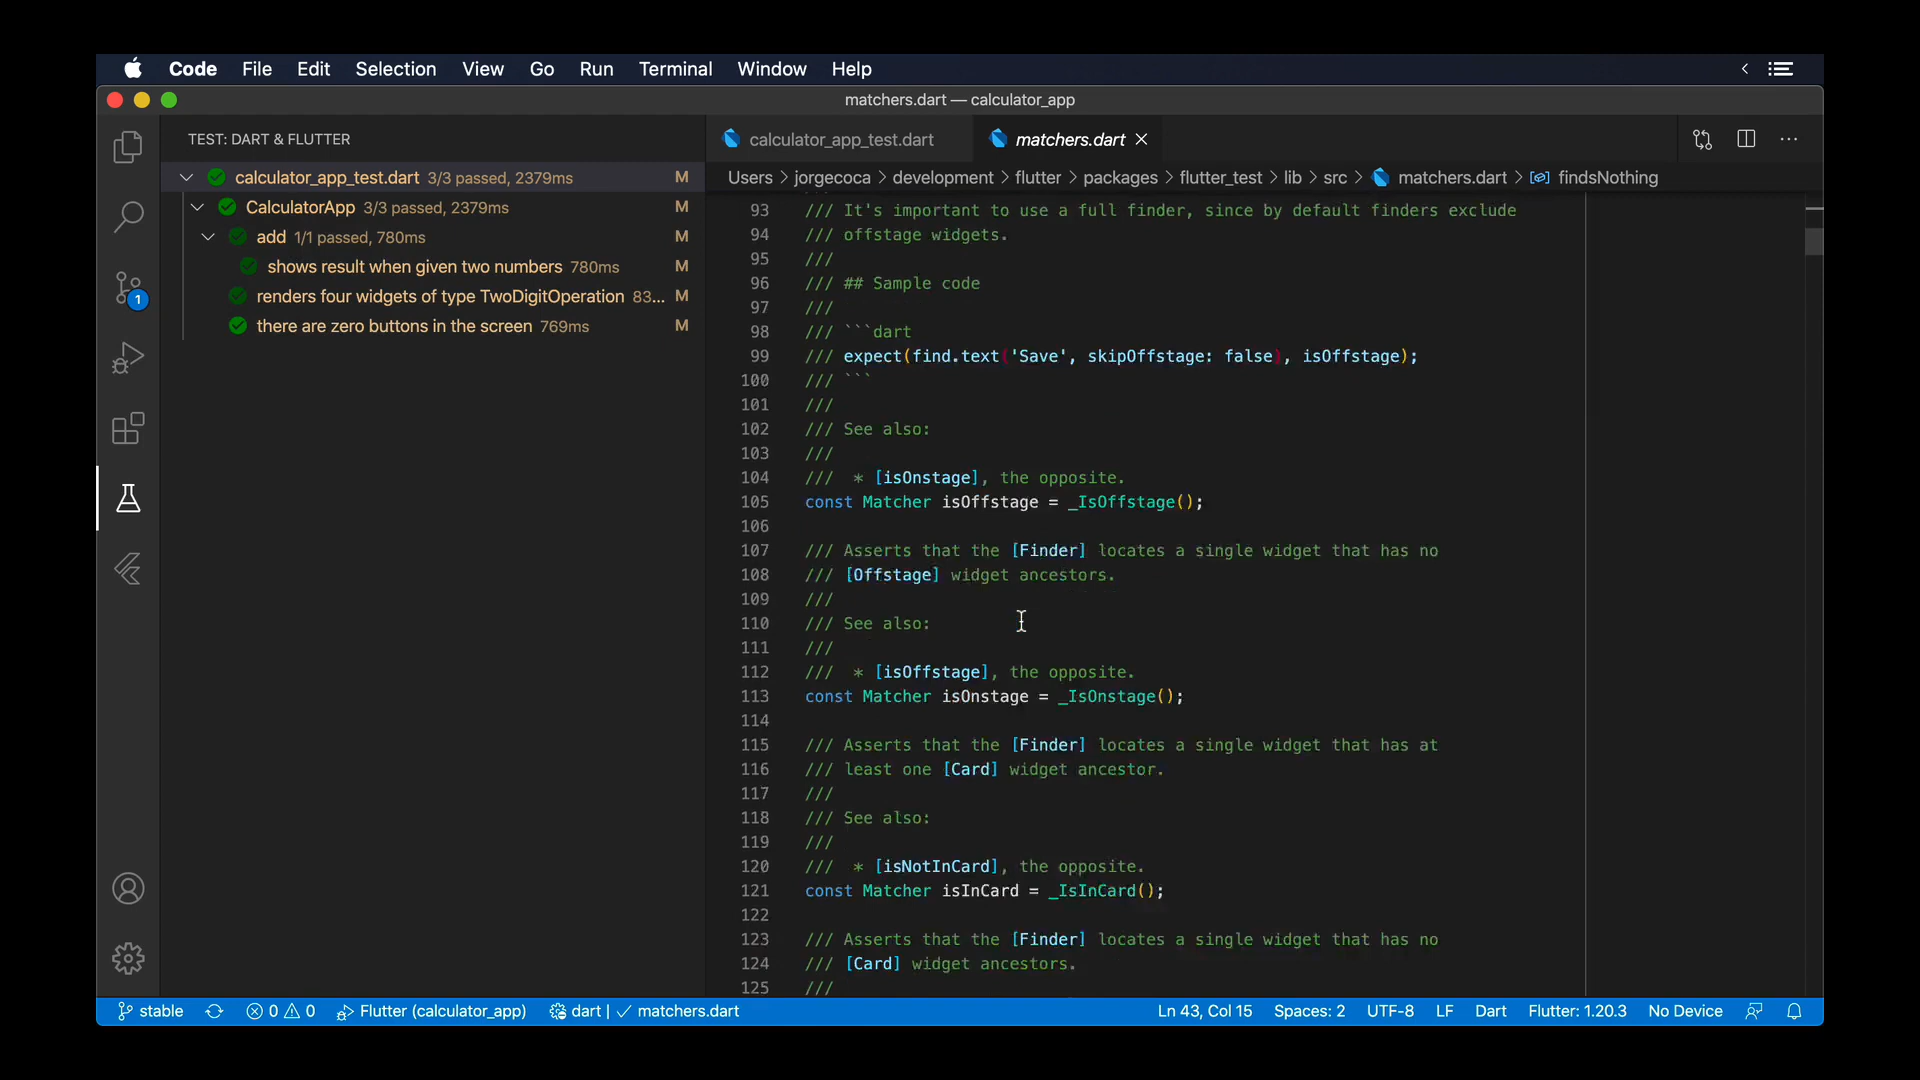 Code File Edit Selection View Go Run Terminal Window Help
matchers.dart — calculator_app
TEST: DART & FLUTTER
calculator_app_test.dart 3/3 passed, 2379ms M
CalculatorApp 3/3 passed, 2379ms M
add 1/1 passed, 780ms M
shows result when given two numbers 780ms M
renders four widgets of type TwoDigitOperation 83... M
there are zero buttons in the screen 769ms M
1
calculator_app_test.dart matchers.dart
Users > jorgecoca > development > flutter > packages > flutter_test > lib > src > matchers.dart > findsNothing
93 /// It's important to use a full finder, since by default finders exclude
94 /// offstage widgets.
95 ///
96 /// ## Sample code
97 ///
98 /// ```dart
99 /// expect(find.text('Save', skipOffstage: false), isOffstage);
100 /// ```
101 ///
102 /// See also:
103 ///
104 ///  * [isOnstage], the opposite.
105 const Matcher isOffstage = _IsOffstage();
106
107 /// Asserts that the [Finder] locates a single widget that has no
108 /// [Offstage] widget ancestors.
109 ///
110 /// See also:
111 ///
112 ///  * [isOffstage], the opposite.
113 const Matcher isOnstage = _IsOnstage();
114
115 /// Asserts that the [Finder] locates a single widget that has at
116 /// least one [Card] widget ancestor.
117 ///
118 /// See also:
119 ///
120 ///  * [isNotInCard], the opposite.
121 const Matcher isInCard = _IsInCard();
122
123 /// Asserts that the [Finder] locates a single widget that has no
124 /// [Card] widget ancestors.
125 ///
stable 0 0 Flutter (calculator_app) dart | ✓ matchers.dart Ln 43, Col 15 Spaces: 2 UTF-8 LF Dart Flutter: 1.20.3 No Device